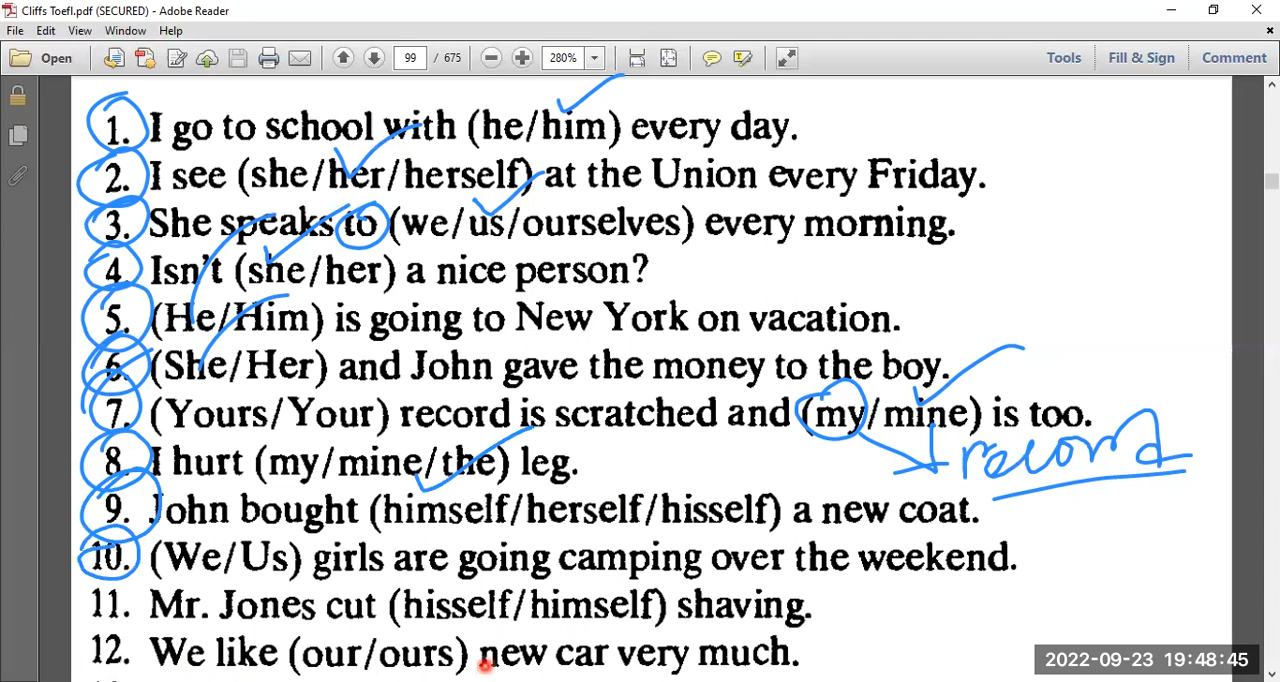 Cliffs Toefl.pdf (SECURED) - Adobe Reader
File Edit View Window Help
Open 99 / 675 280% Tools Fill & Sign Comment
1. I go to school with (he/him) every day.
2. I see (she/her/herself) at the Union every Friday.
3. She speaks to (we/us/ourselves) every morning.
4. Isn't (she/her) a nice person?
5. (He/Him) is going to New York on vacation.
6. (She/Her) and John gave the money to the boy.
7. (Yours/Your) record is scratched and (my/mine) is too.
record
8. I hurt (my/mine/the) leg.
9. John bought (himself/herself/hisself) a new coat.
10. (We/Us) girls are going camping over the weekend.
11. Mr. Jones cut (hisself/himself) shaving.
12. We like (our/ours) new car very much.
2022-09-23 19:48:45